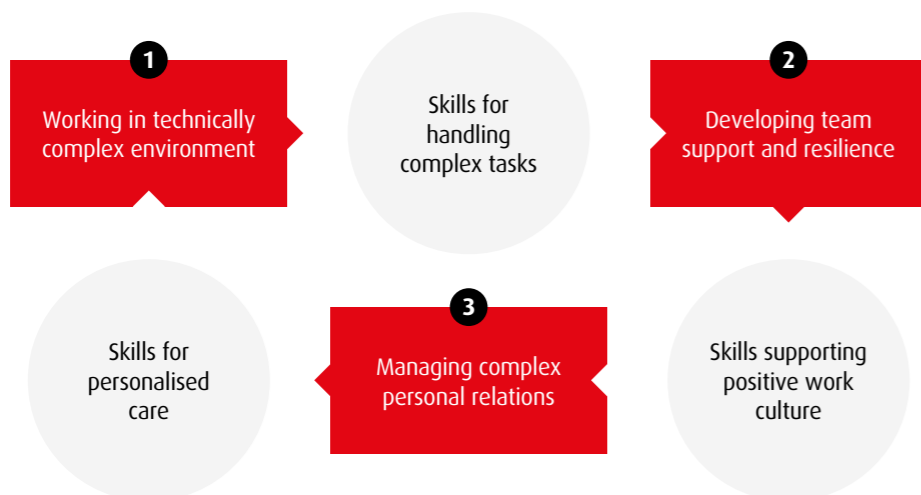 1
Working in technically
complex environment
Skills for
handling
complex tasks
2
Developing team
support and resilience
Skills for
personalised
care
3
Managing complex
personal relations
Skills supporting
positive work
culture